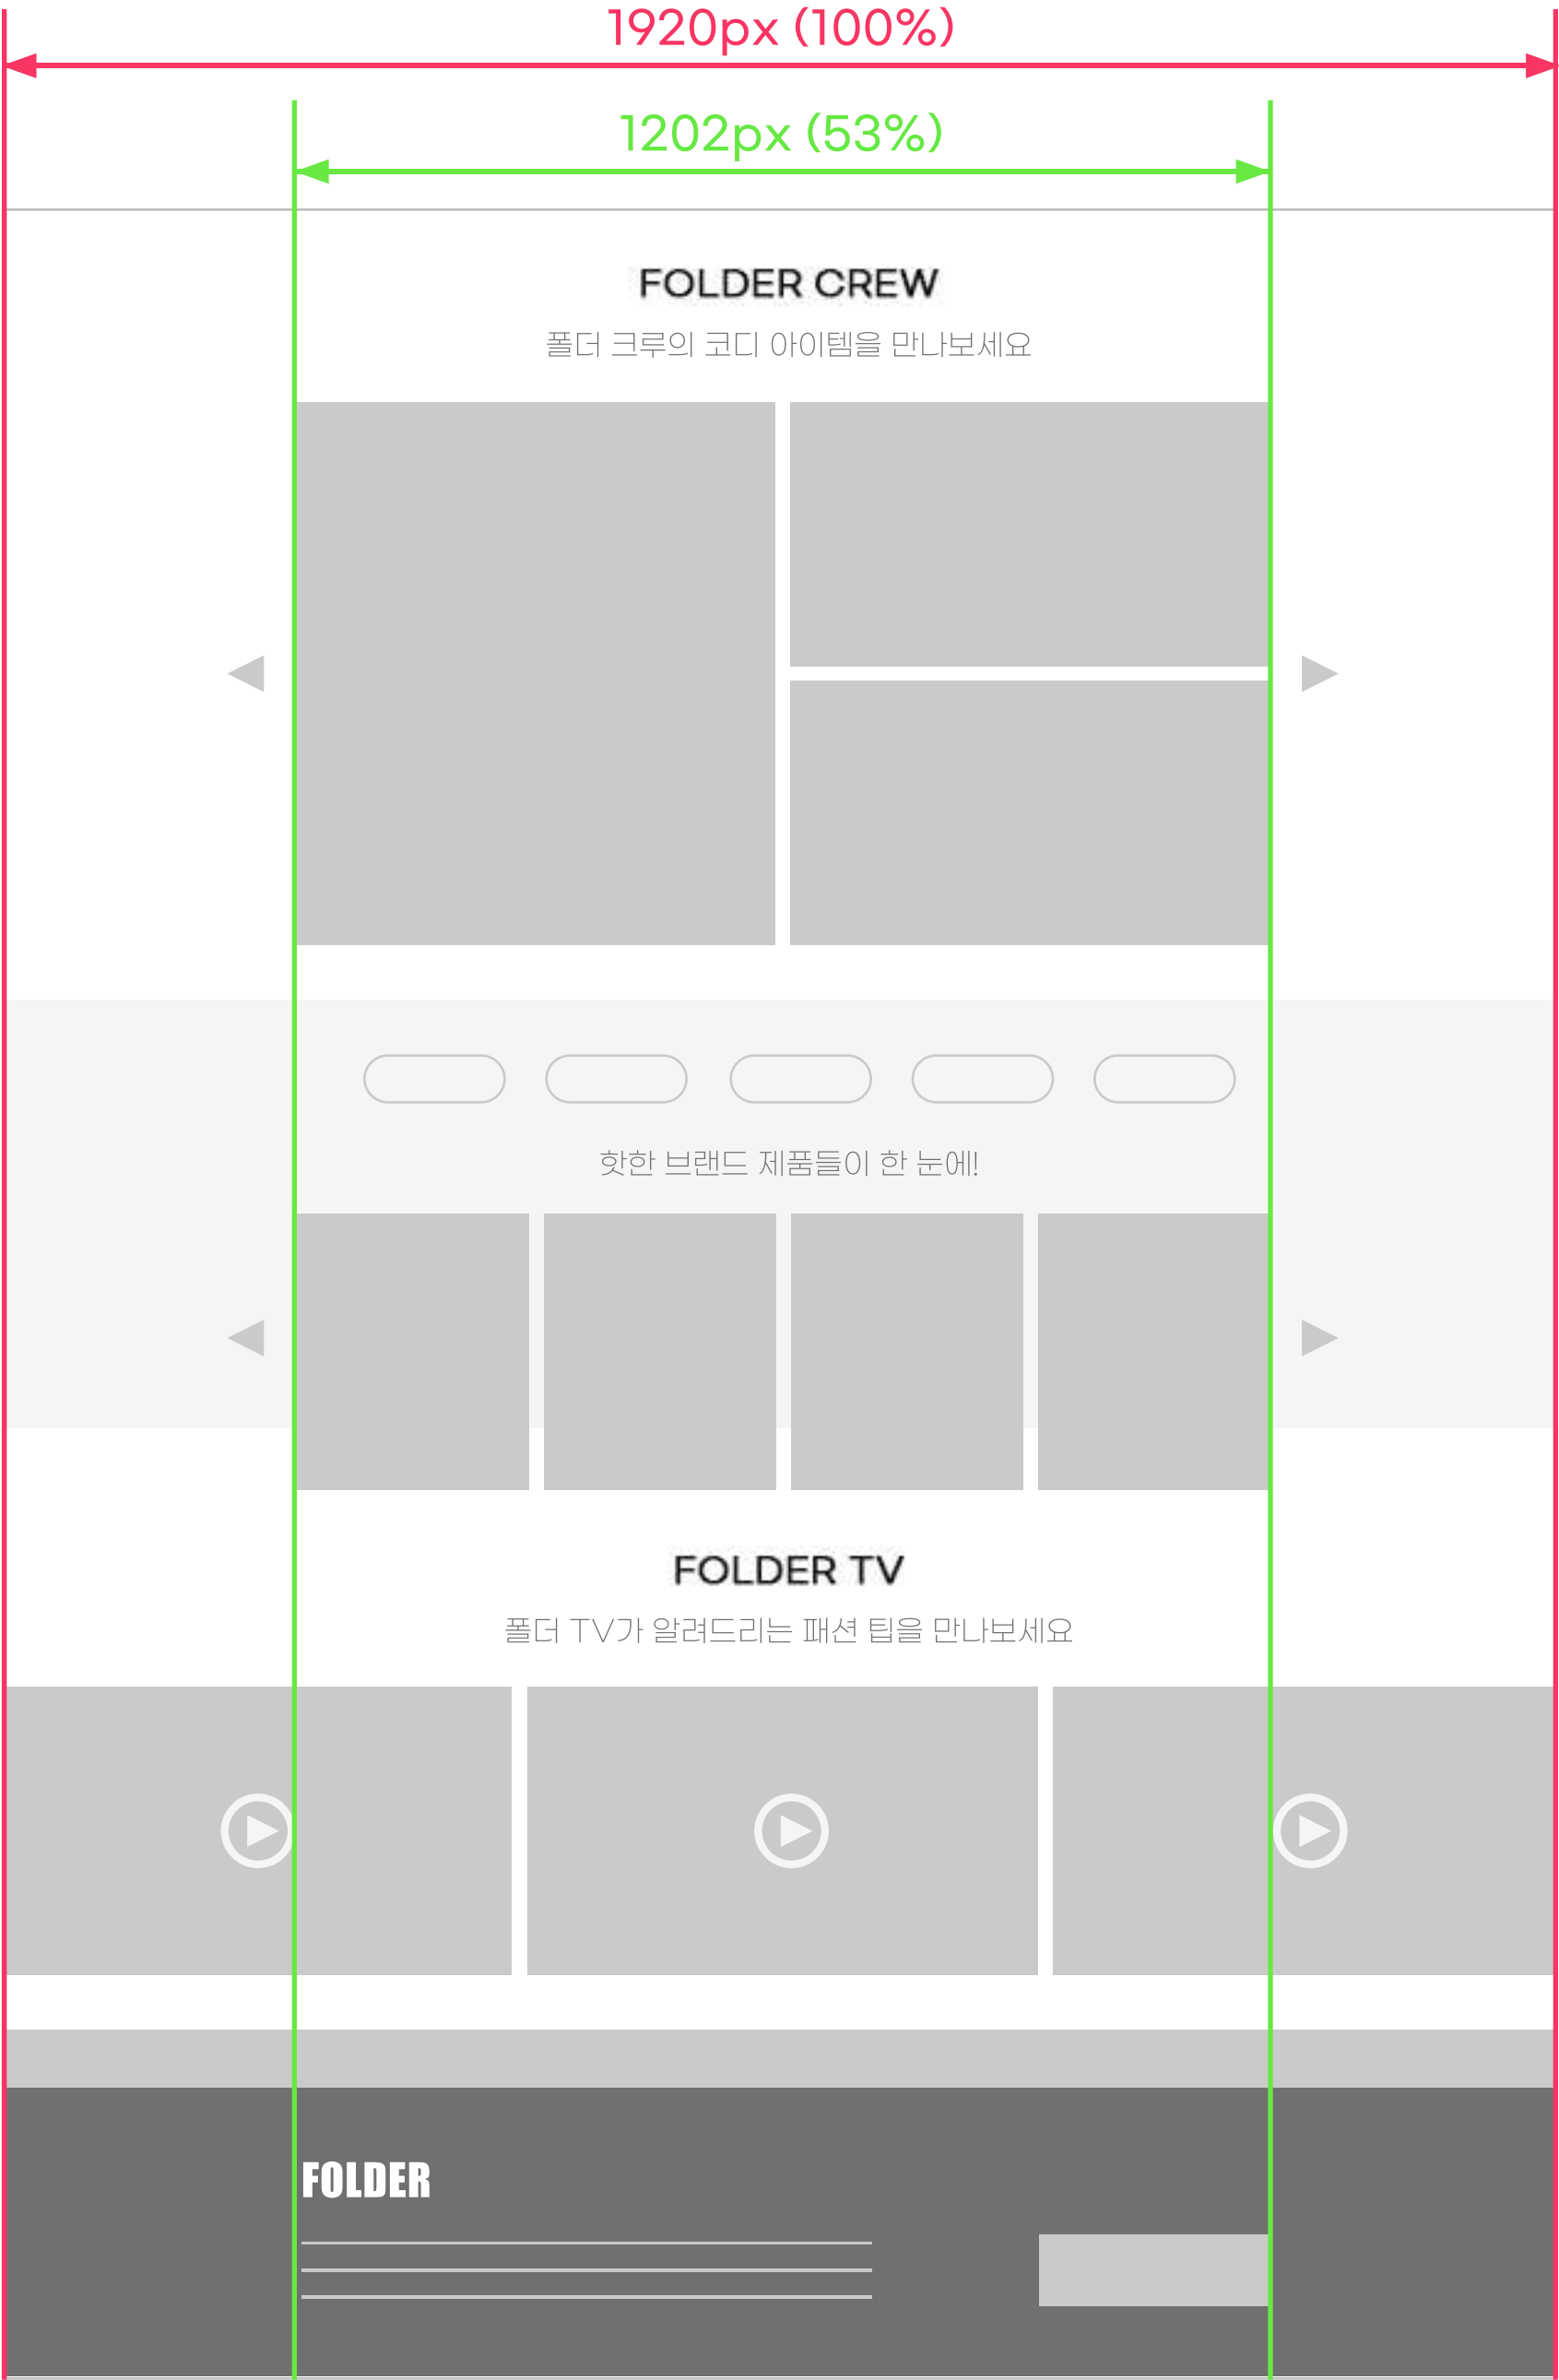 1920px (100%)
1202px (53%)
FOLDER CREW
폴더 크루의 코디 아이템을 만나보세요
핫한 브랜드 제품들이 한 눈에!
FOLDER TV
폴더 TV가 알려드리는 패션 팁을 만나보세요
FOLDER